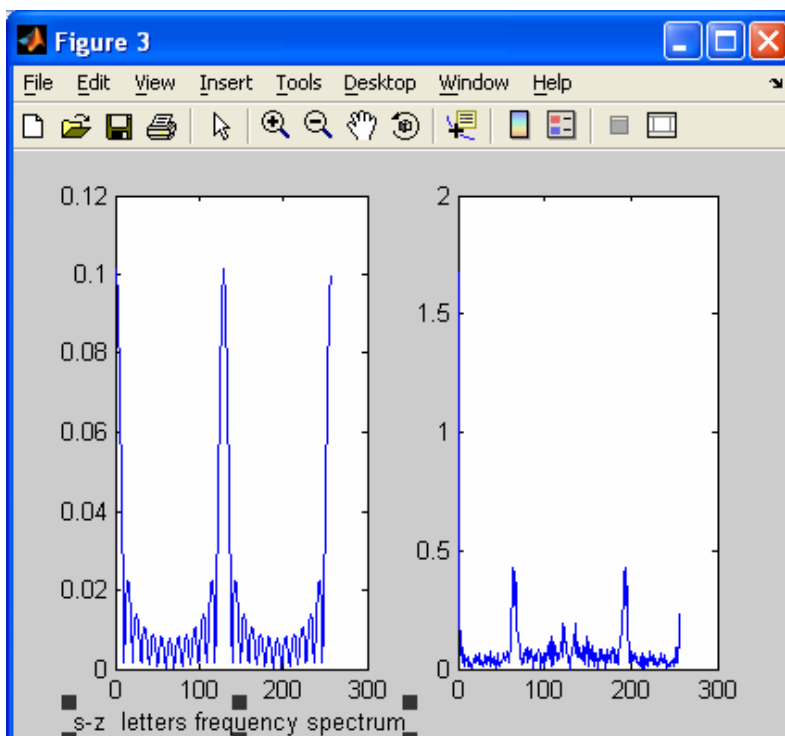 Figure 3
File Edit View Insert Tools Desktop Window Help
0.12
0.1
0.08
0.06
0.04
0.02
0
0 100 200 300
2
1.5
1
0.5
0
0 100 200 300
s-z letters frequency spectrum